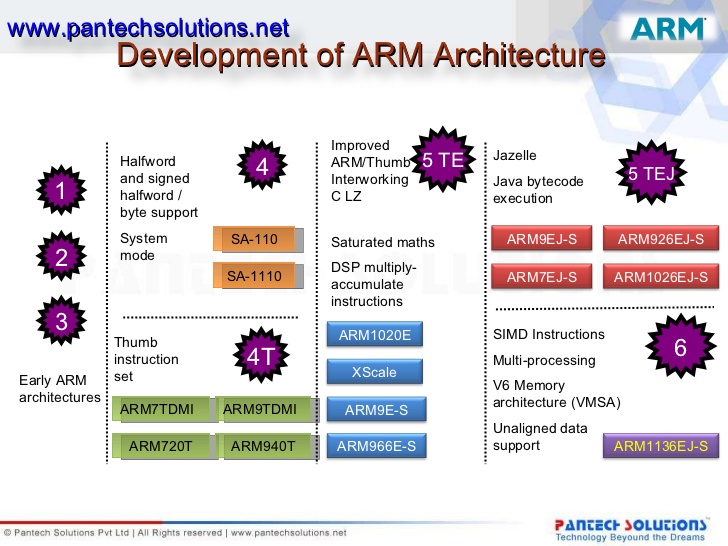 www.pantechsolutions.net
ARM
Development of ARM Architecture
1
2
3
Early ARM
architectures
Halfword
and signed
halfword /
byte support
System
mode
4
SA-110
SA-1110
Thumb
instruction
set
4T
ARM7TDMI
ARM9TDMI
ARM720T
ARM940T
Improved
ARM/Thumb
Interworking
C LZ
5 TE
Saturated maths
DSP multiply-
accumulate
instructions
ARM1020E
XScale
ARM9E-S
ARM966E-S
Jazelle
Java bytecode
execution
5 TEJ
ARM9EJ-S
ARM926EJ-S
ARM7EJ-S
ARM1026EJ-S
SIMD Instructions
Multi-processing
V6 Memory
architecture (VMSA)
Unaligned data
support
6
ARM1136EJ-S
© Pantech Solutions Pvt Ltd | All rights reserved | www.pantechsolutions.net
PANTECH SOLUTIONS
Technology Beyound the Dreams